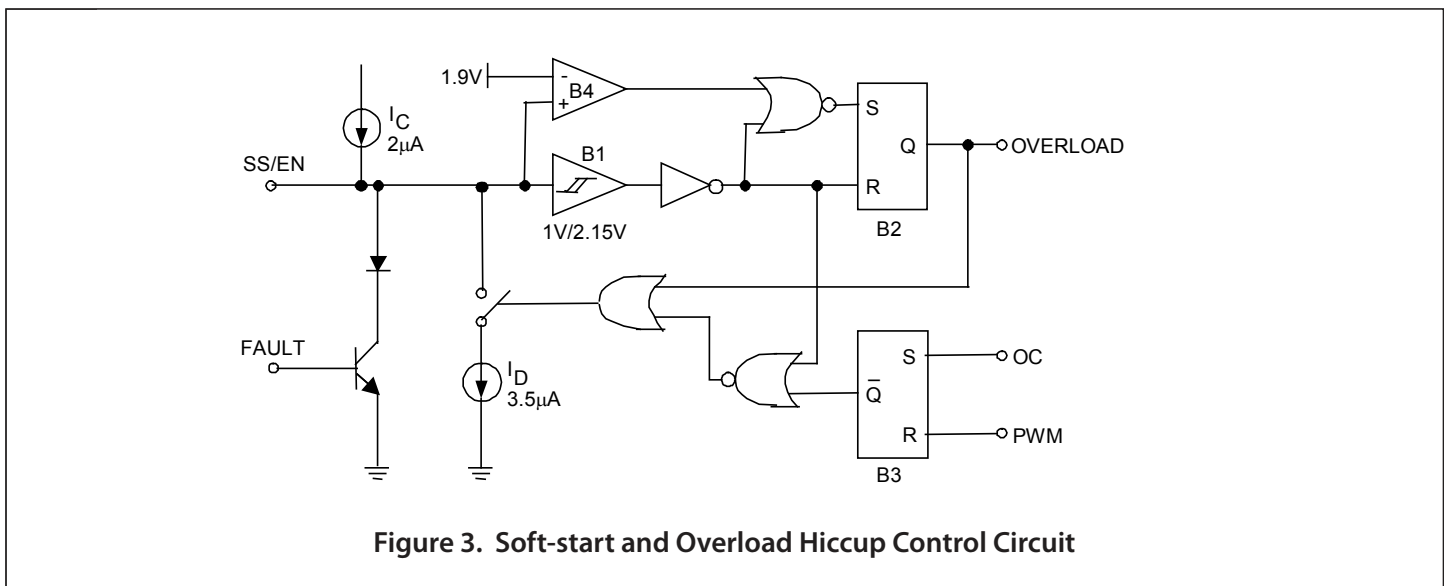 1.9V
-
B4
+
S
I_C
2µA
Q
OVERLOAD
B1
SS/EN
R
1V/2.15V
B2
FAULT
I_D
3.5µA
S
OC
Q̅
R
PWM
B3
Figure 3. Soft-start and Overload Hiccup Control Circuit